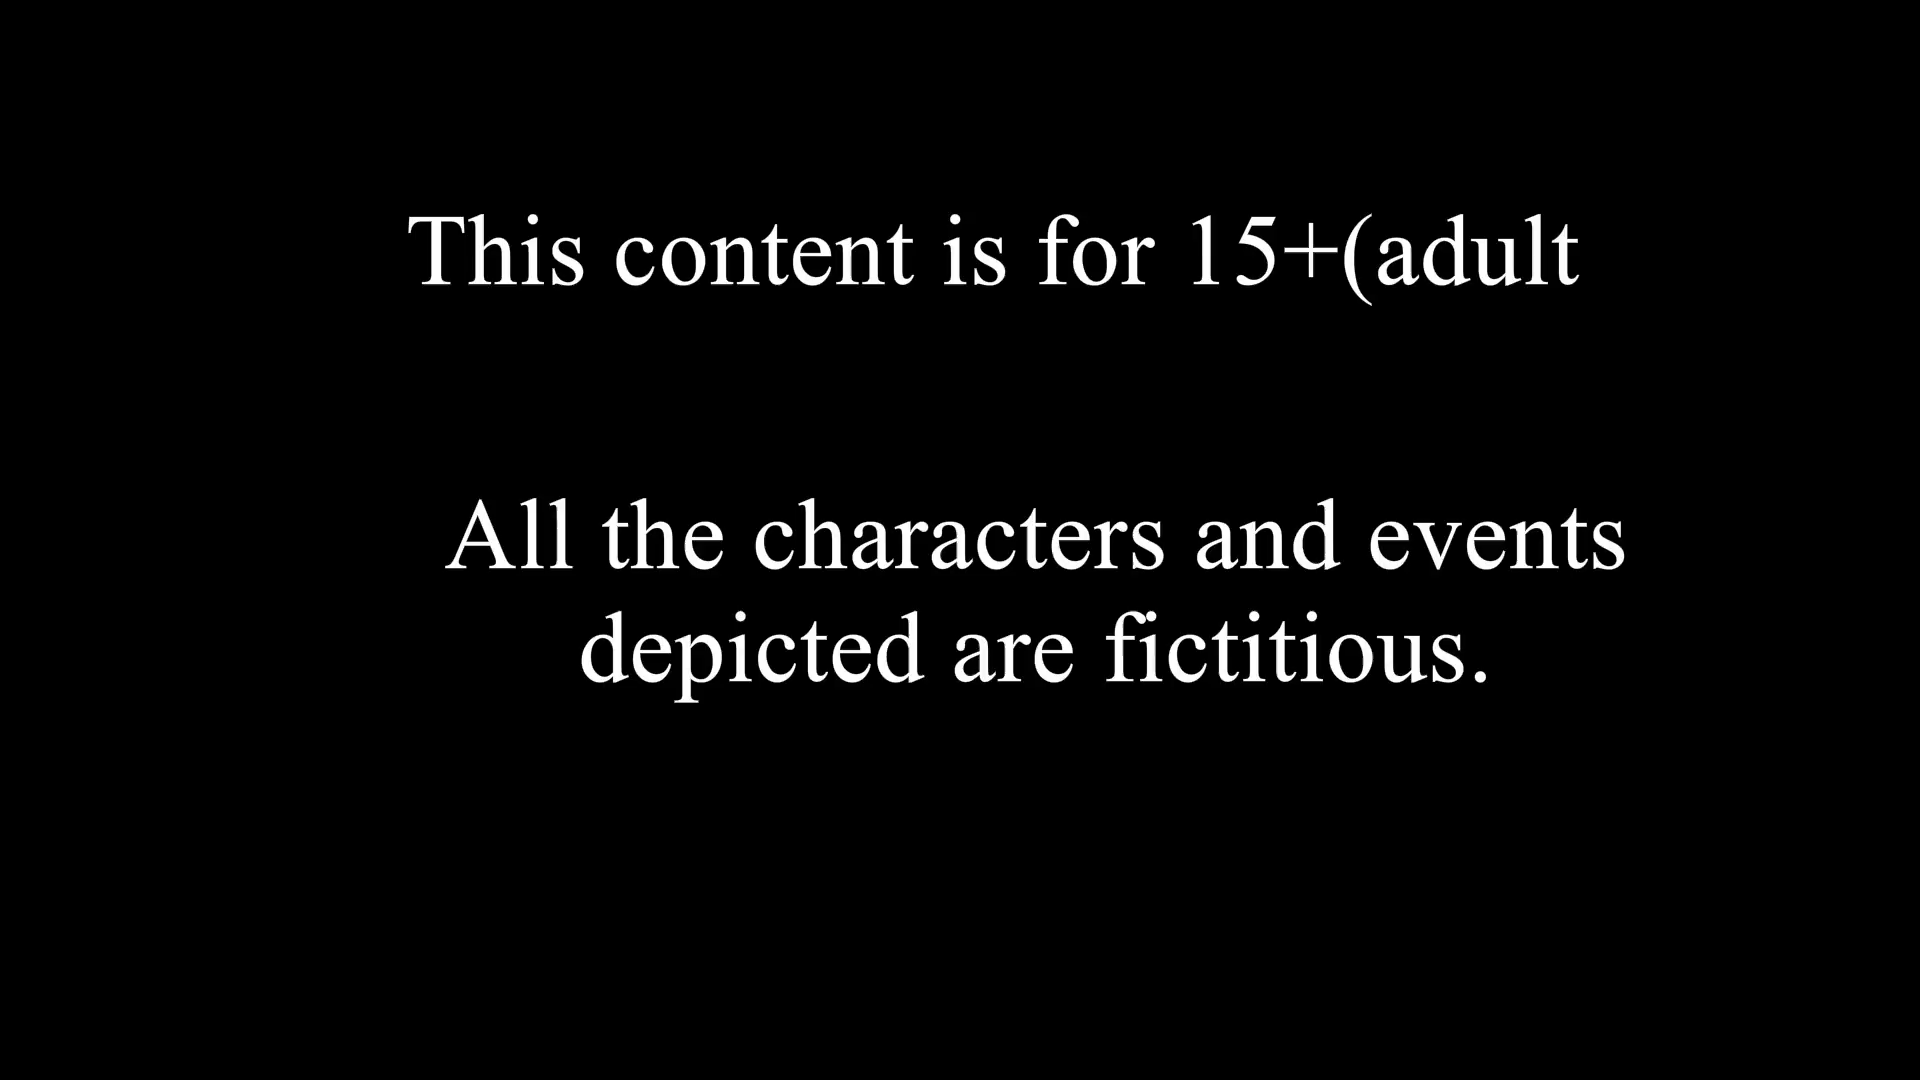 This content is for 15+(adult
All the characters and events
depicted are fictitious.